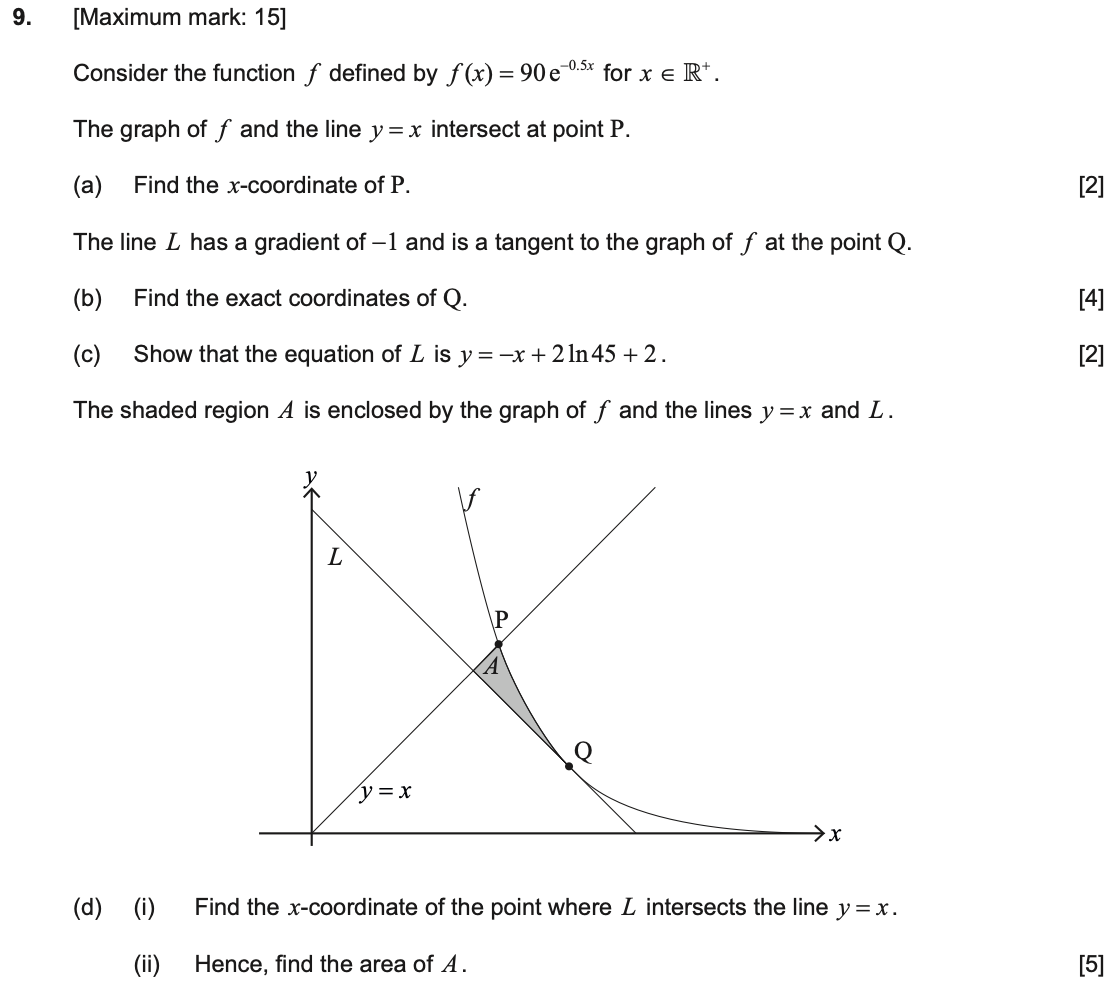 9. [Maximum mark: 15]
Consider the function f defined by f(x) = 90e^{−0.5x} for x ∈ ℝ⁺.
The graph of f and the line y = x intersect at point P.
(a) Find the x-coordinate of P. [2]
The line L has a gradient of −1 and is a tangent to the graph of f at the point Q.
(b) Find the exact coordinates of Q. [4]
(c) Show that the equation of L is y = −x + 2 ln 45 + 2. [2]
The shaded region A is enclosed by the graph of f and the lines y = x and L.
y
f
L
P
A
Q
y = x
x
(d) (i) Find the x-coordinate of the point where L intersects the line y = x.
(ii) Hence, find the area of A. [5]